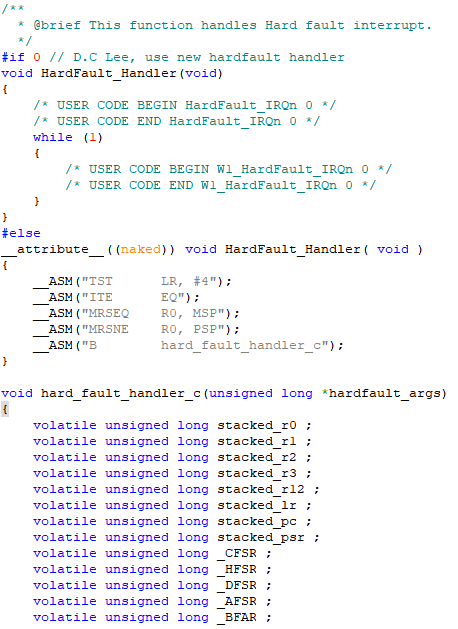 /**
  * @brief This function handles Hard fault interrupt.
  */
#if 0 // D.C Lee, use new hardfault handler
void HardFault_Handler(void)
{
    /* USER CODE BEGIN HardFault_IRQn 0 */
    /* USER CODE END HardFault_IRQn 0 */
    while (1)
    {
        /* USER CODE BEGIN W1_HardFault_IRQn 0 */
        /* USER CODE END W1_HardFault_IRQn 0 */
    }
}
#else
__attribute__((naked)) void HardFault_Handler( void )
{
    __ASM("TST      LR, #4");
    __ASM("ITE      EQ");
    __ASM("MRSEQ    R0, MSP");
    __ASM("MRSNE    R0, PSP");
    __ASM("B        hard_fault_handler_c");
}

void hard_fault_handler_c(unsigned long *hardfault_args)
{
    volatile unsigned long stacked_r0 ;
    volatile unsigned long stacked_r1 ;
    volatile unsigned long stacked_r2 ;
    volatile unsigned long stacked_r3 ;
    volatile unsigned long stacked_r12 ;
    volatile unsigned long stacked_lr ;
    volatile unsigned long stacked_pc ;
    volatile unsigned long stacked_psr ;
    volatile unsigned long _CFSR ;
    volatile unsigned long _HFSR ;
    volatile unsigned long _DFSR ;
    volatile unsigned long _AFSR ;
    volatile unsigned long _BFAR ;